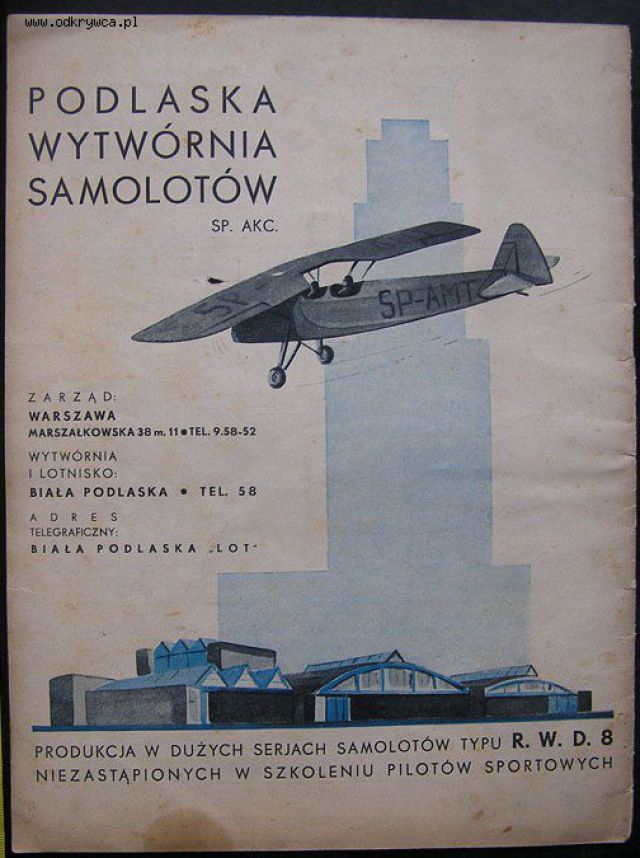 www.odkrywca.pl
PODLASKA
WYTWÓRNIA
SAMOLOTÓW
SP. AKC.
SP-AMT
SP-
ZARZĄD:
WARSZAWA
MARSZAŁKOWSKA 38 m. 11 • TEL. 9.58-52
WYTWÓRNIA
I LOTNISKO:
BIAŁA PODLASKA • TEL. 58
ADRES
TELEGRAFICZNY:
BIAŁA PODLASKA „LOT"
PRODUKCJA W DUŻYCH SERJACH SAMOLOTÓW TYPU R. W. D. 8
NIEZASTĄPIONYCH W SZKOLENIU PILOTÓW SPORTOWYCH